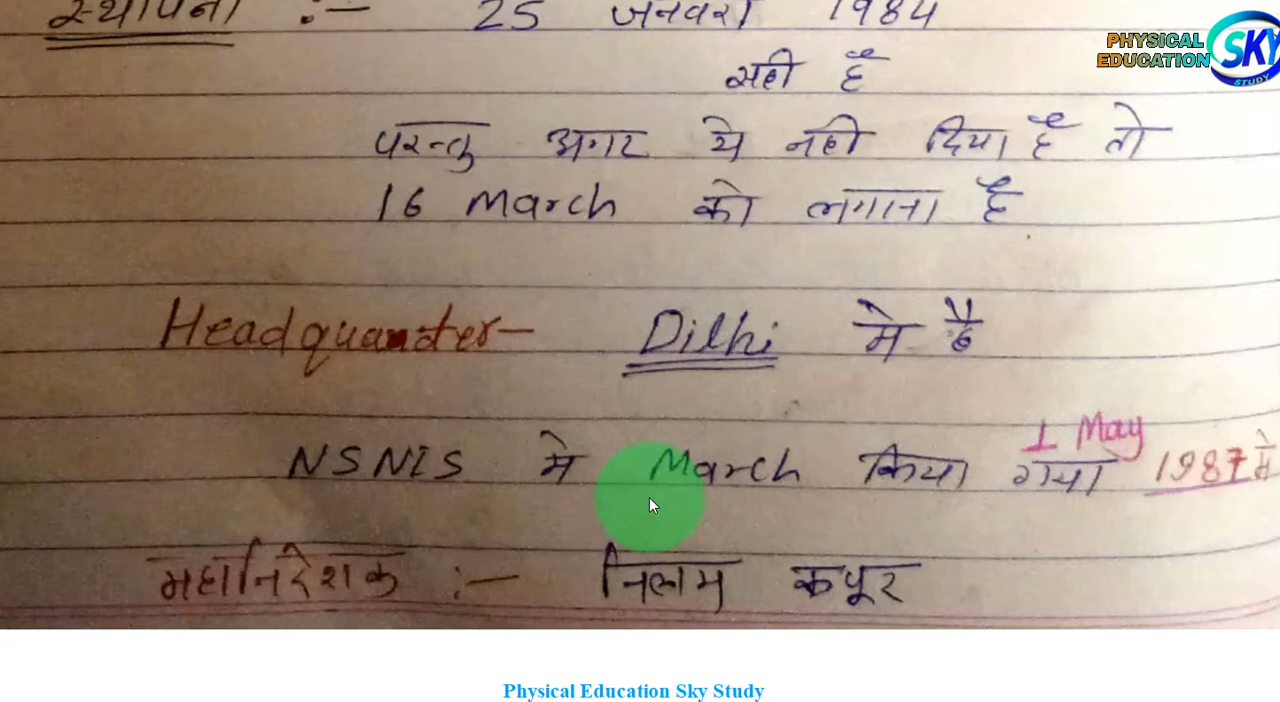 स्थापना :- 25 जनवरी 1984
PHYSICAL
EDUCATION
SKY
STUDY
सही है
परन्तु अगर ये नही दिया है तो
16 March को लगाना है
Headquarter- Dilhi मे है
1 May
NSNIS मे March किया गया 1987 मे
महानिदेशक :- निलम कपूर
Physical Education Sky Study